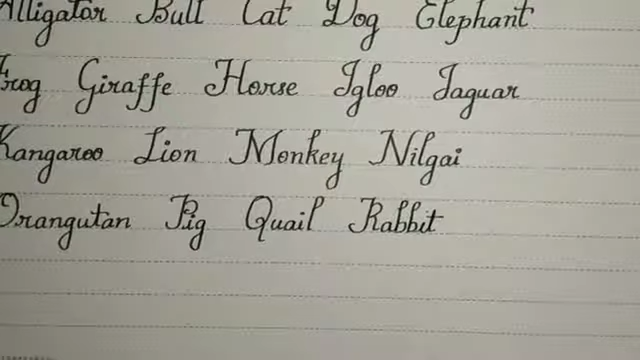 Alligator Bull Cat Dog Elephant
Frog Giraffe Horse Igloo Jaguar
Kangaroo Lion Monkey Nilgai
Orangutan Pig Quail Rabbit